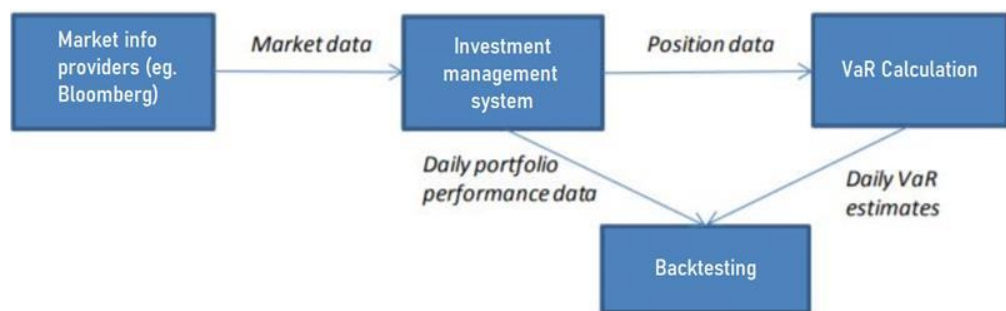 Market info
providers (eg.
Bloomberg)
Market data
Investment
management
system
Position data
VaR Calculation
Daily portfolio
performance data
Daily VaR
estimates
Backtesting